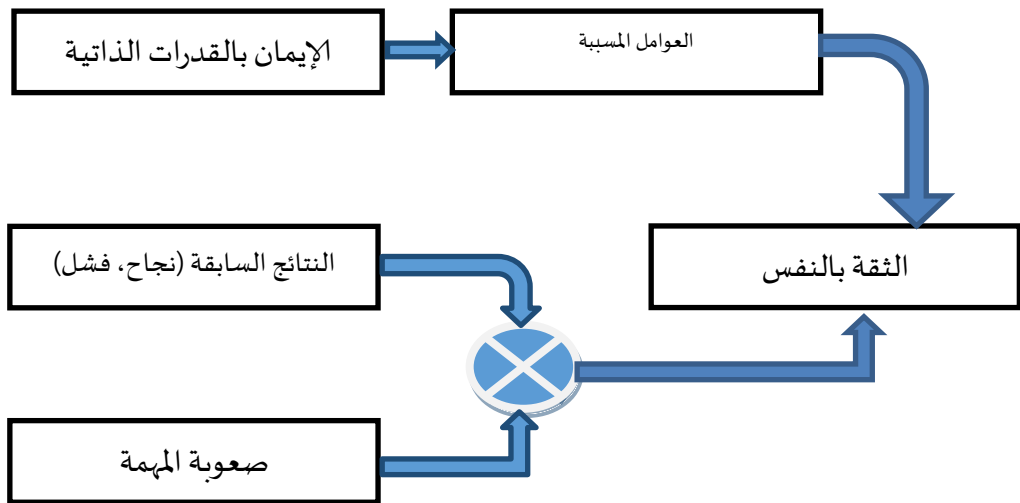 الإيمان بالقدرات الذاتية
العوامل المسببة
النتائج السابقة (نجاح، فشل)
الثقة بالنفس
صعوبة المهمة